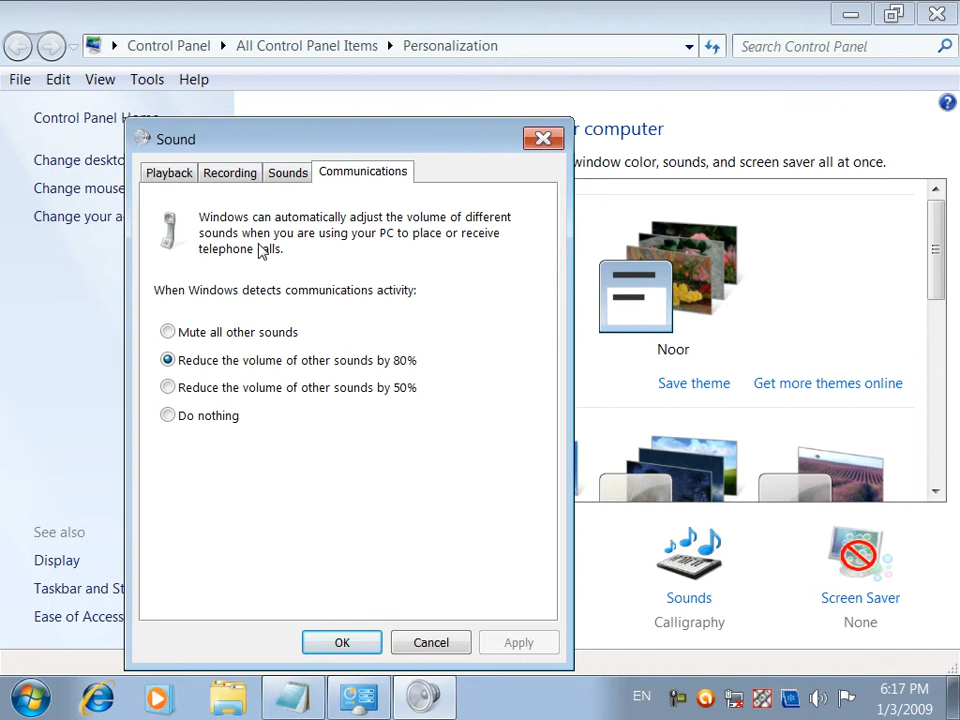 Control Panel
All Control Panel Items
Personalization
Search Control Panel
File
Edit
View
Tools
Help
Control Panel
Change
Change mouse
Change your
See also
Display
Taskbar and
Ease of Access
computer
window color, sounds, and screen saver all at once.
Noor
Save theme
Get more themes online
Sounds
Calligraphy
Screen Saver
None
Sound
Playback
Recording
Sounds
Communications
Windows can automatically adjust the volume of different
sounds when you are using your PC to place or receive
telephone calls.
When Windows detects communications activity:
Mute all other sounds
Reduce the volume of other sounds by 80%
Reduce the volume of other sounds by 50%
Do nothing
OK
Cancel
Apply
EN
6:17 PM
1/3/2009